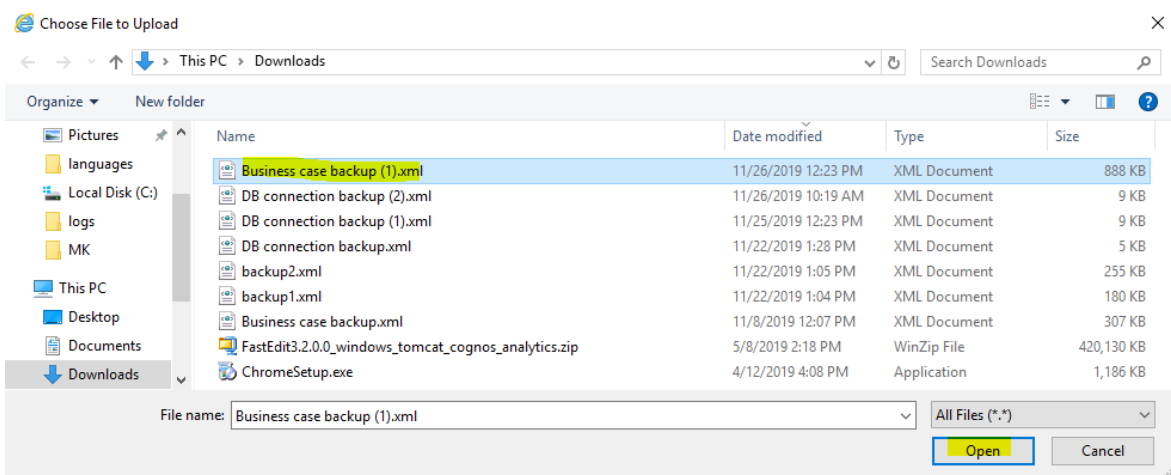 Choose File to Upload
This PC > Downloads
Search Downloads
Organize
New folder
Pictures
languages
Local Disk (C:)
logs
MK
This PC
Desktop
Documents
Downloads
Name Date modified Type Size
Business case backup (1).xml 11/26/2019 12:23 PM XML Document 888 KB
DB connection backup (2).xml 11/26/2019 10:19 AM XML Document 9 KB
DB connection backup (1).xml 11/25/2019 12:23 PM XML Document 9 KB
DB connection backup.xml 11/22/2019 1:28 PM XML Document 5 KB
backup2.xml 11/22/2019 1:05 PM XML Document 255 KB
backup1.xml 11/22/2019 1:04 PM XML Document 180 KB
Business case backup.xml 11/8/2019 12:07 PM XML Document 307 KB
FastEdit3.2.0.0_windows_tomcat_cognos_analytics.zip 5/8/2019 2:18 PM WinZip File 420,130 KB
ChromeSetup.exe 4/12/2019 4:08 PM Application 1,186 KB
File name: Business case backup (1).xml All Files (*.*)
Open Cancel